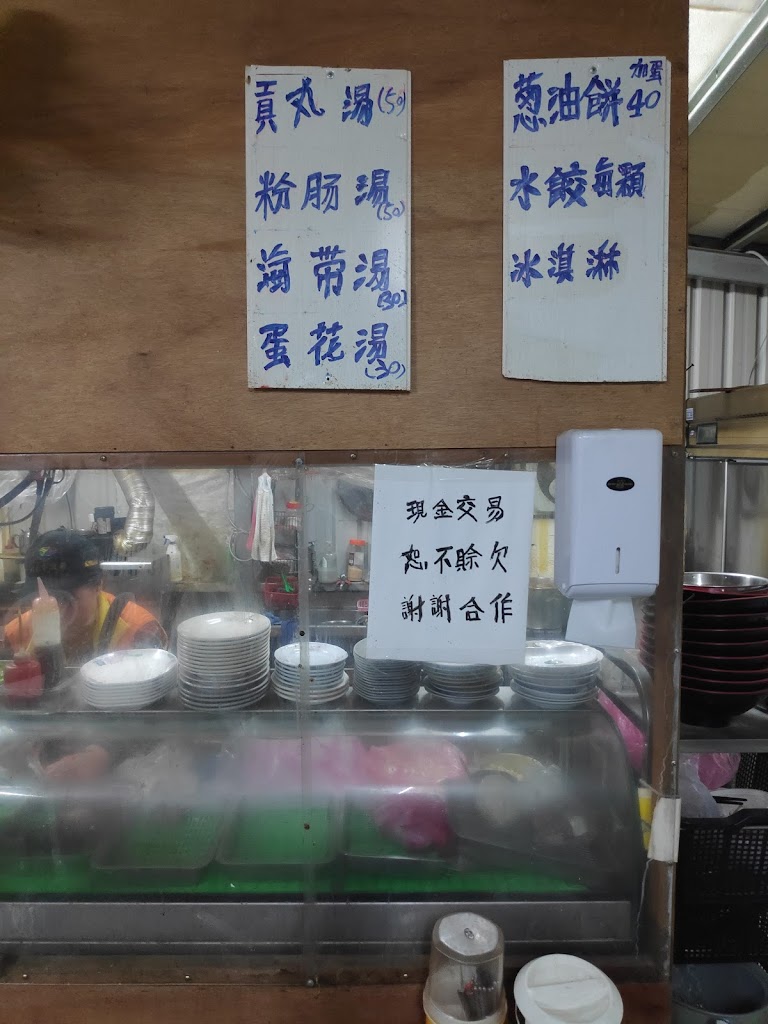 貢丸湯(50)
粉肠湯(50)
海带湯(30)
蛋花湯(30)
加蛋
葱油餅40
水餃每顆
冰淇淋
現金交易
恕不賒欠
謝謝合作